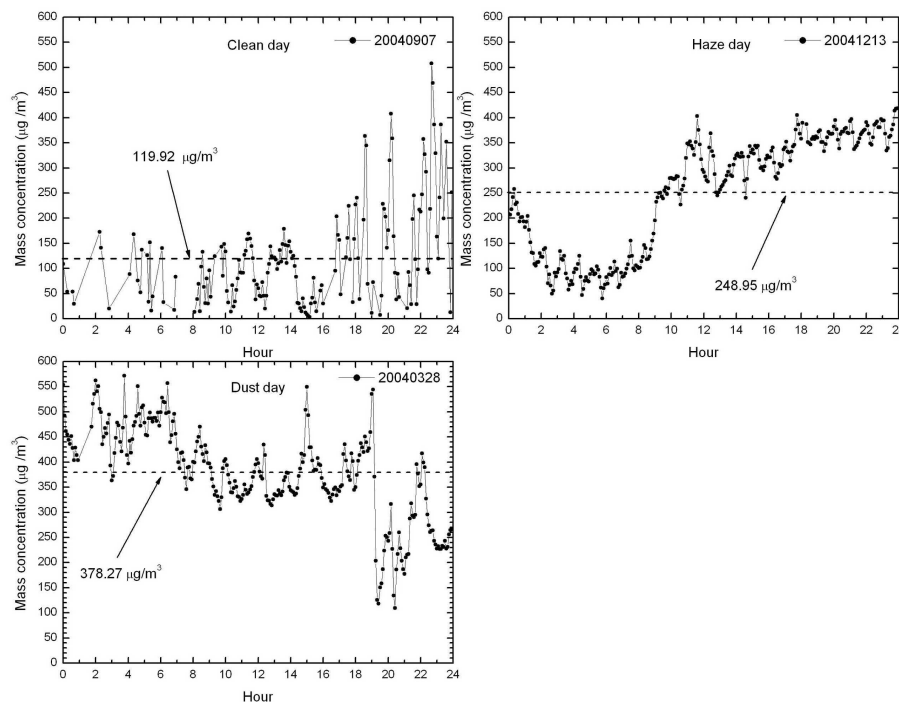 600
550
500
450
400
350
300
250
200
150
100
50
0
Mass concentration (μg /m³)
Clean day
20040907
119.92 μg/m³
0 2 4 6 8 10 12 14 16 18 20 22 24
Hour
600
550
500
450
400
350
300
250
200
150
100
50
0
Mass concentration (μg /m³)
Haze day
20041213
248.95 μg/m³
0 2 4 6 8 10 12 14 16 18 20 22 24
Hour
600
550
500
450
400
350
300
250
200
150
100
50
0
Mass concentration (μg /m³)
Dust day
20040328
378.27 μg/m³
0 2 4 6 8 10 12 14 16 18 20 22 24
Hour